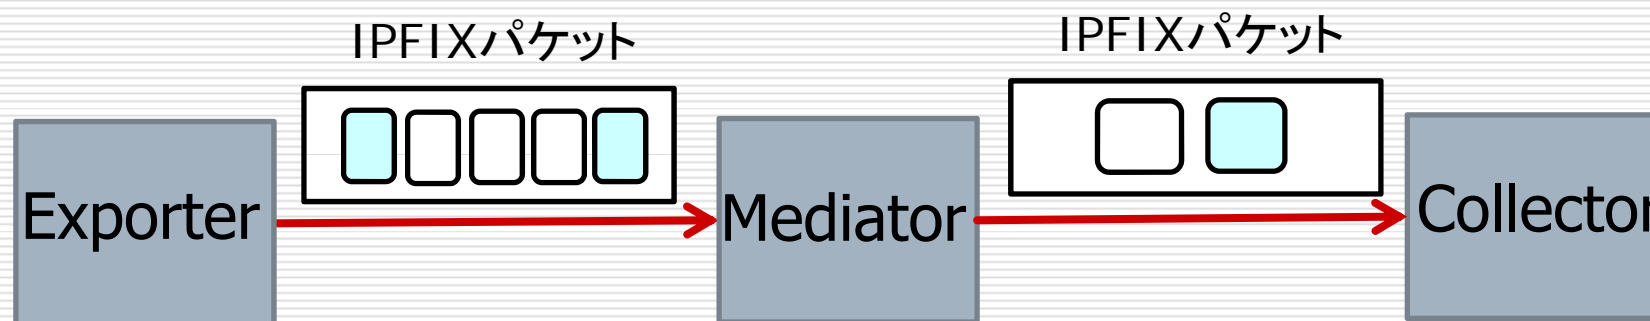 IPFIXパケット
IPFIXパケット
Exporter
Mediator
Collector